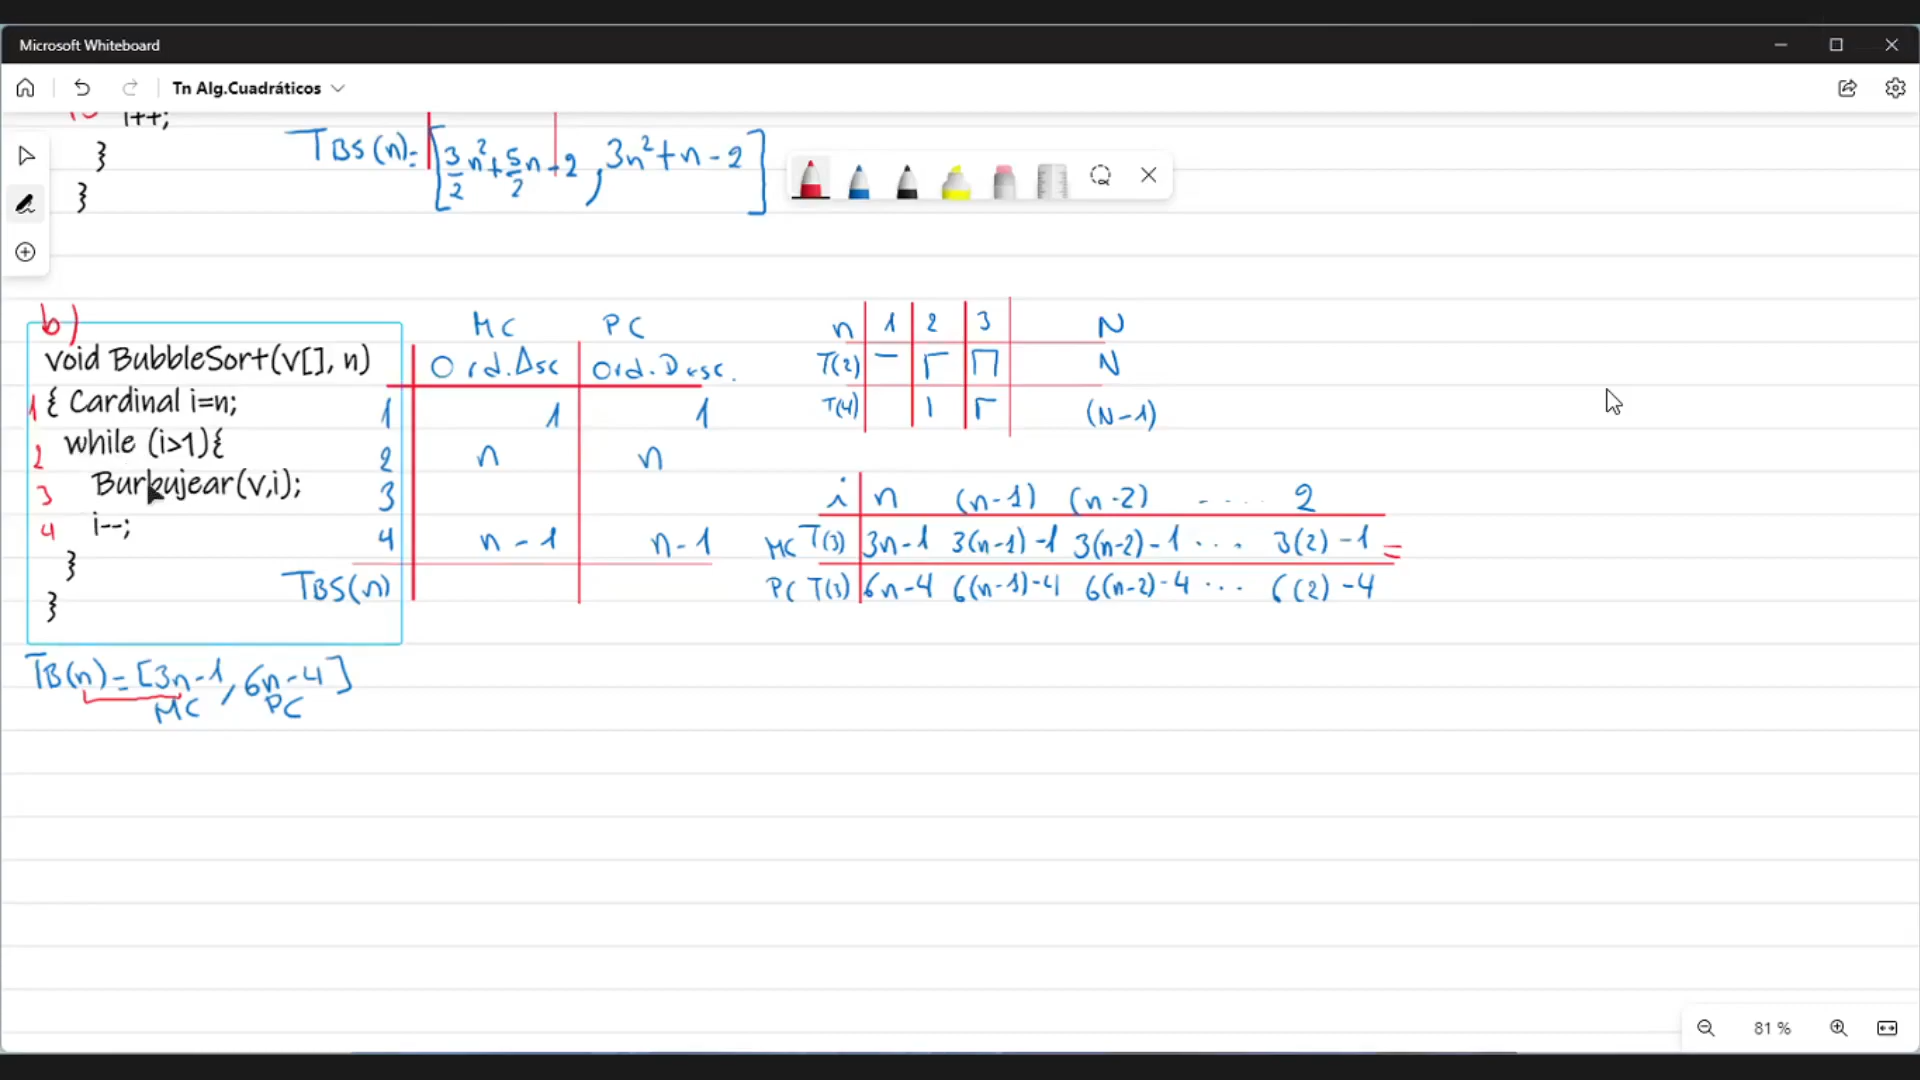 Microsoft Whiteboard
Tn Alg.Cuadráticos
i++;
}
}
TBS(n)= [3/2 n²+5/2 n-2, 3n²+n-2]
b)
void BubbleSort(v[], n)
1 { Cardinal i=n;
2 while (i>1){
3 Burbujear(v,i);
4 i--;
}
}
MC PC
Ord.Asc Ord.Desc.
1 1 1
2 n n
3
4 n-1 n-1
TBS(n)
n 1 2 3 N
T(2) N
T(4) (N-1)
i n (n-1) (n-2) .... 2
MC T(3) 3n-1 3(n-1)-1 3(n-2)-1 ... 3(2)-1 =
PC T(3) 6n-4 6(n-1)-4 6(n-2)-4 ... 6(2)-4
TB(n)=[3n-1, 6n-4]
MC PC
81 %